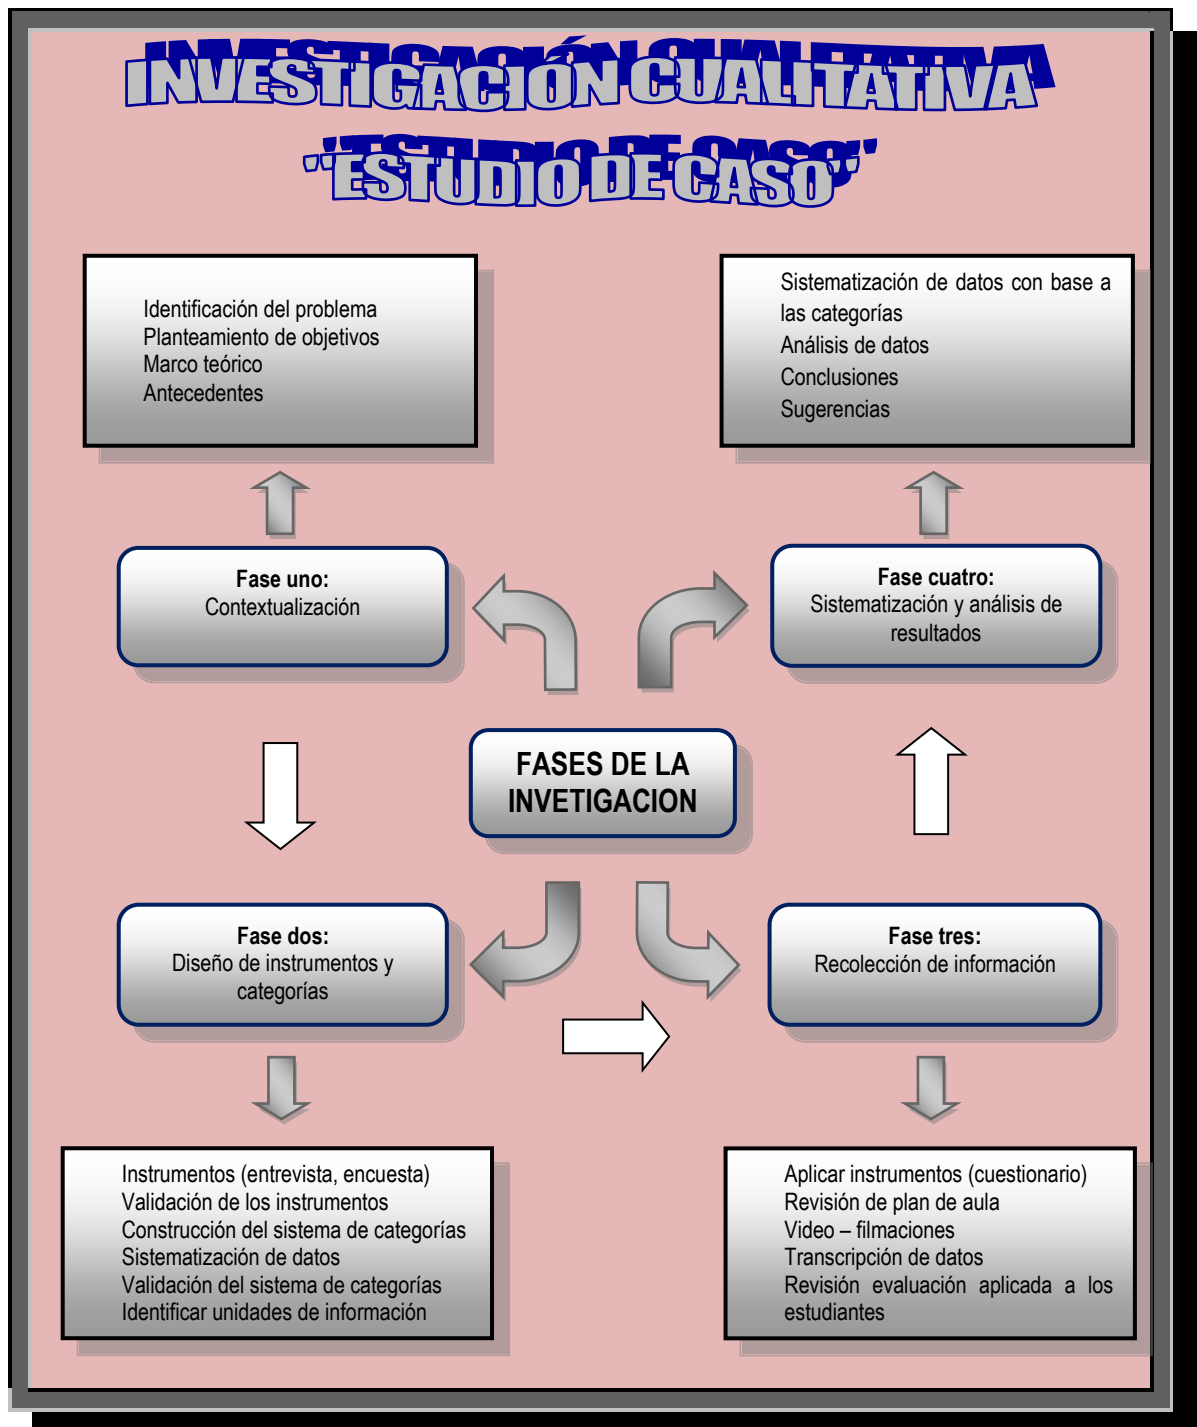 INVESTIGACIÓN CUALITATIVA
"ESTUDIO DE CASO"
Identificación del problema
Planteamiento de objetivos
Marco teórico
Antecedentes
Sistematización de datos con base a
las categorías
Análisis de datos
Conclusiones
Sugerencias
Fase uno:
Contextualización
Fase cuatro:
Sistematización y análisis de
resultados
FASES DE LA
INVETIGACION
Fase dos:
Diseño de instrumentos y
categorías
Fase tres:
Recolección de información
Instrumentos (entrevista, encuesta)
Validación de los instrumentos
Construcción del sistema de categorías
Sistematización de datos
Validación del sistema de categorías
Identificar unidades de información
Aplicar instrumentos (cuestionario)
Revisión de plan de aula
Video – filmaciones
Transcripción de datos
Revisión evaluación aplicada a los
estudiantes